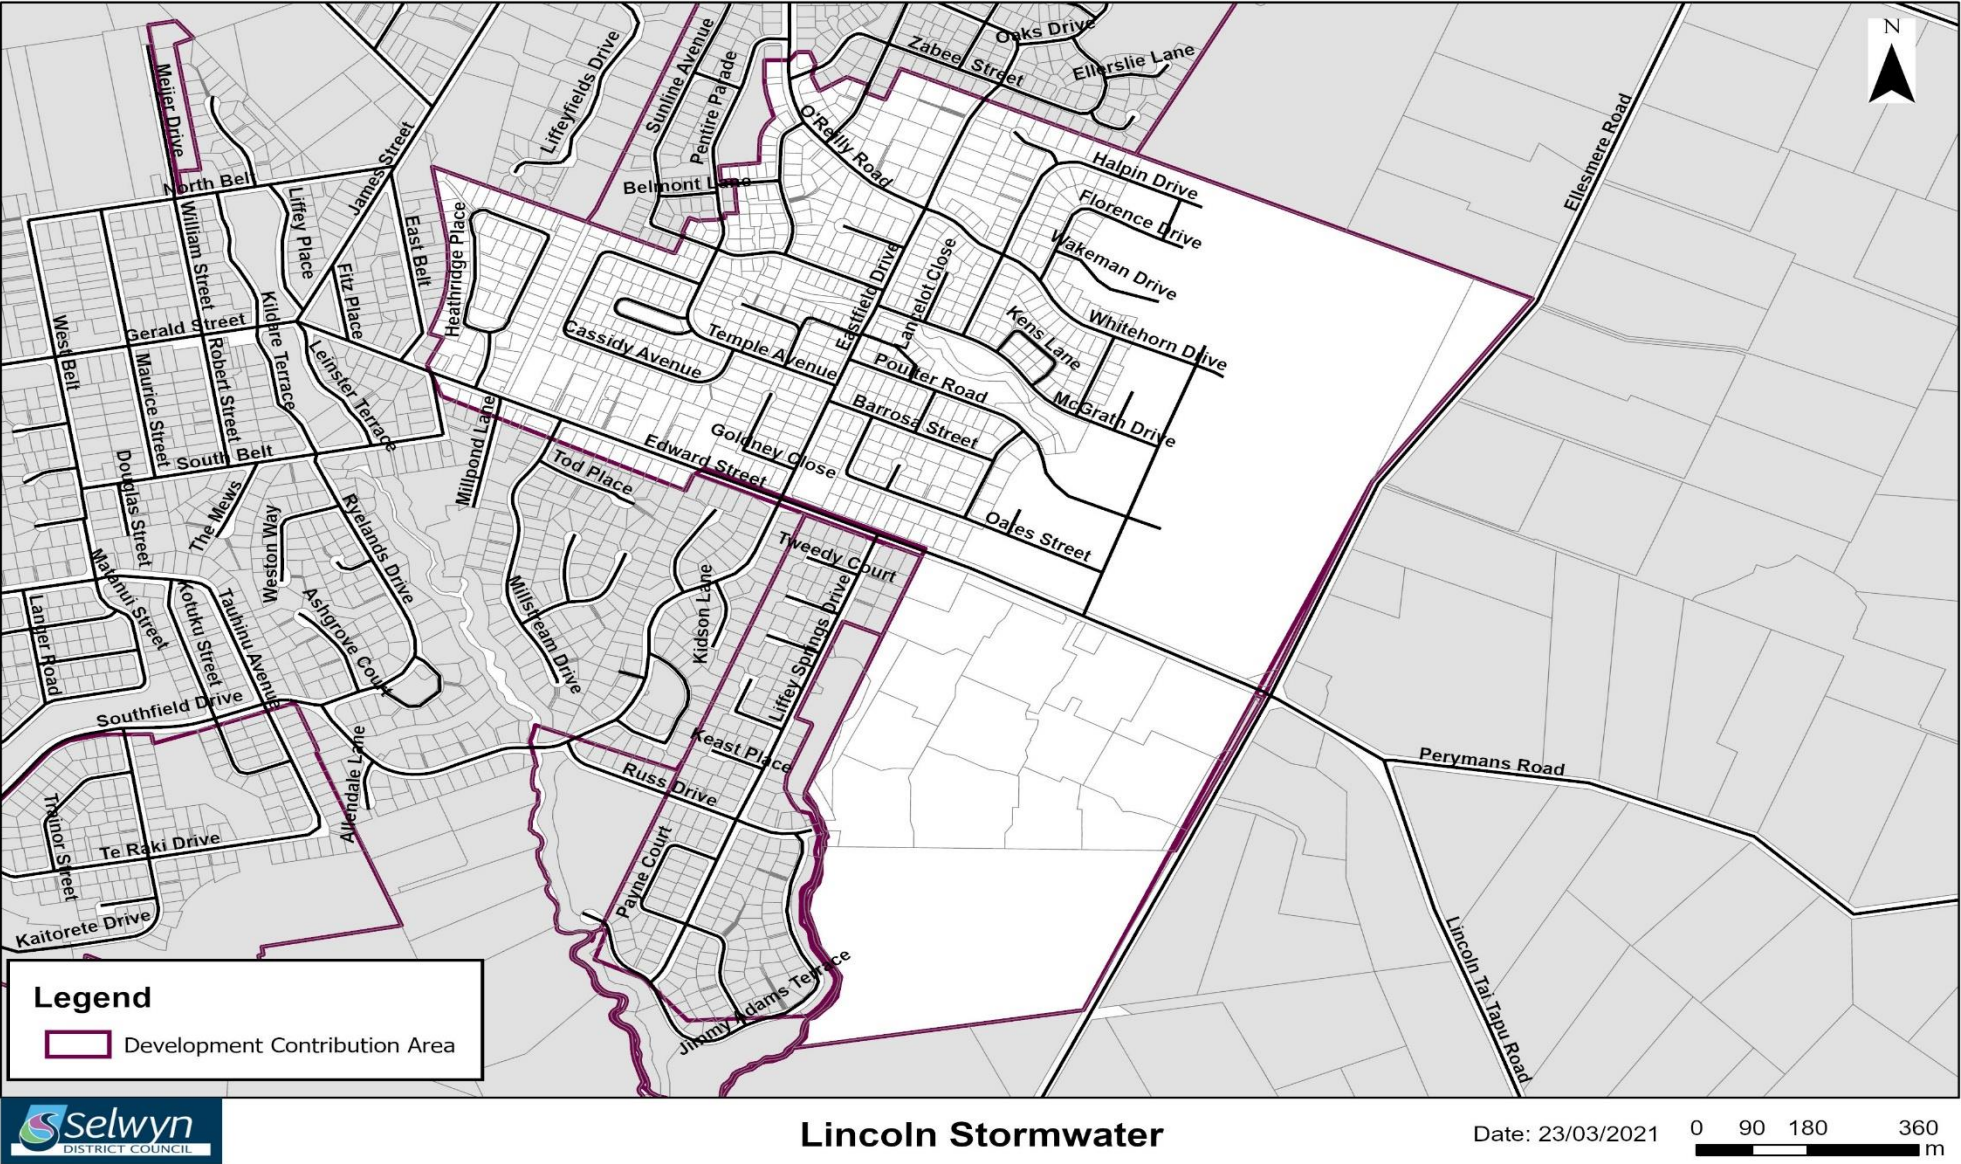 N
Oaks Drive
Zabeel Street
Ellerslie Lane
Sunline Avenue
Pentire Parade
Liffeyfields Drive
Meijer Drive
O'Reilly Road
Ellesmere Road
James Street
Halpin Drive
North Belt
Belmont Lane
Liffey Place
Florence Drive
East Belt
William Street
Heathridge Place
Wakeman Drive
Eastfield Drive
Lancelot Close
Fitz Place
Kildare Terrace
Kens Lane
Whitehorn Drive
Gerald Street
West Belt
Cassidy Avenue
Temple Avenue
Leinster Terrace
Robert Street
Maurice Street
Poulter Road
McGrath Drive
Barrosa Street
Millpond Lane
Goldney Close
South Belt
Edward Street
Douglas Street
Tod Place
The Mews
Ryelands Drive
Weston Way
Oates Street
Tweedy Court
Matanui Street
Kotuku Street
Tauhinu Avenue
Ashgrove Court
Millstream Drive
Kidson Lane
Liffey Springs Drive
Langer Road
Southfield Drive
Allendale Lane
Keast Place
Russ Drive
Perymans Road
Trainor Street
Te Raki Drive
Payne Court
Kaitorete Drive
Jimmy Adams Terrace
Lincoln Tai Tapu Road
Legend
Development Contribution Area
Selwyn
DISTRICT COUNCIL
Lincoln Stormwater
Date: 23/03/2021
0 90 180 360
m